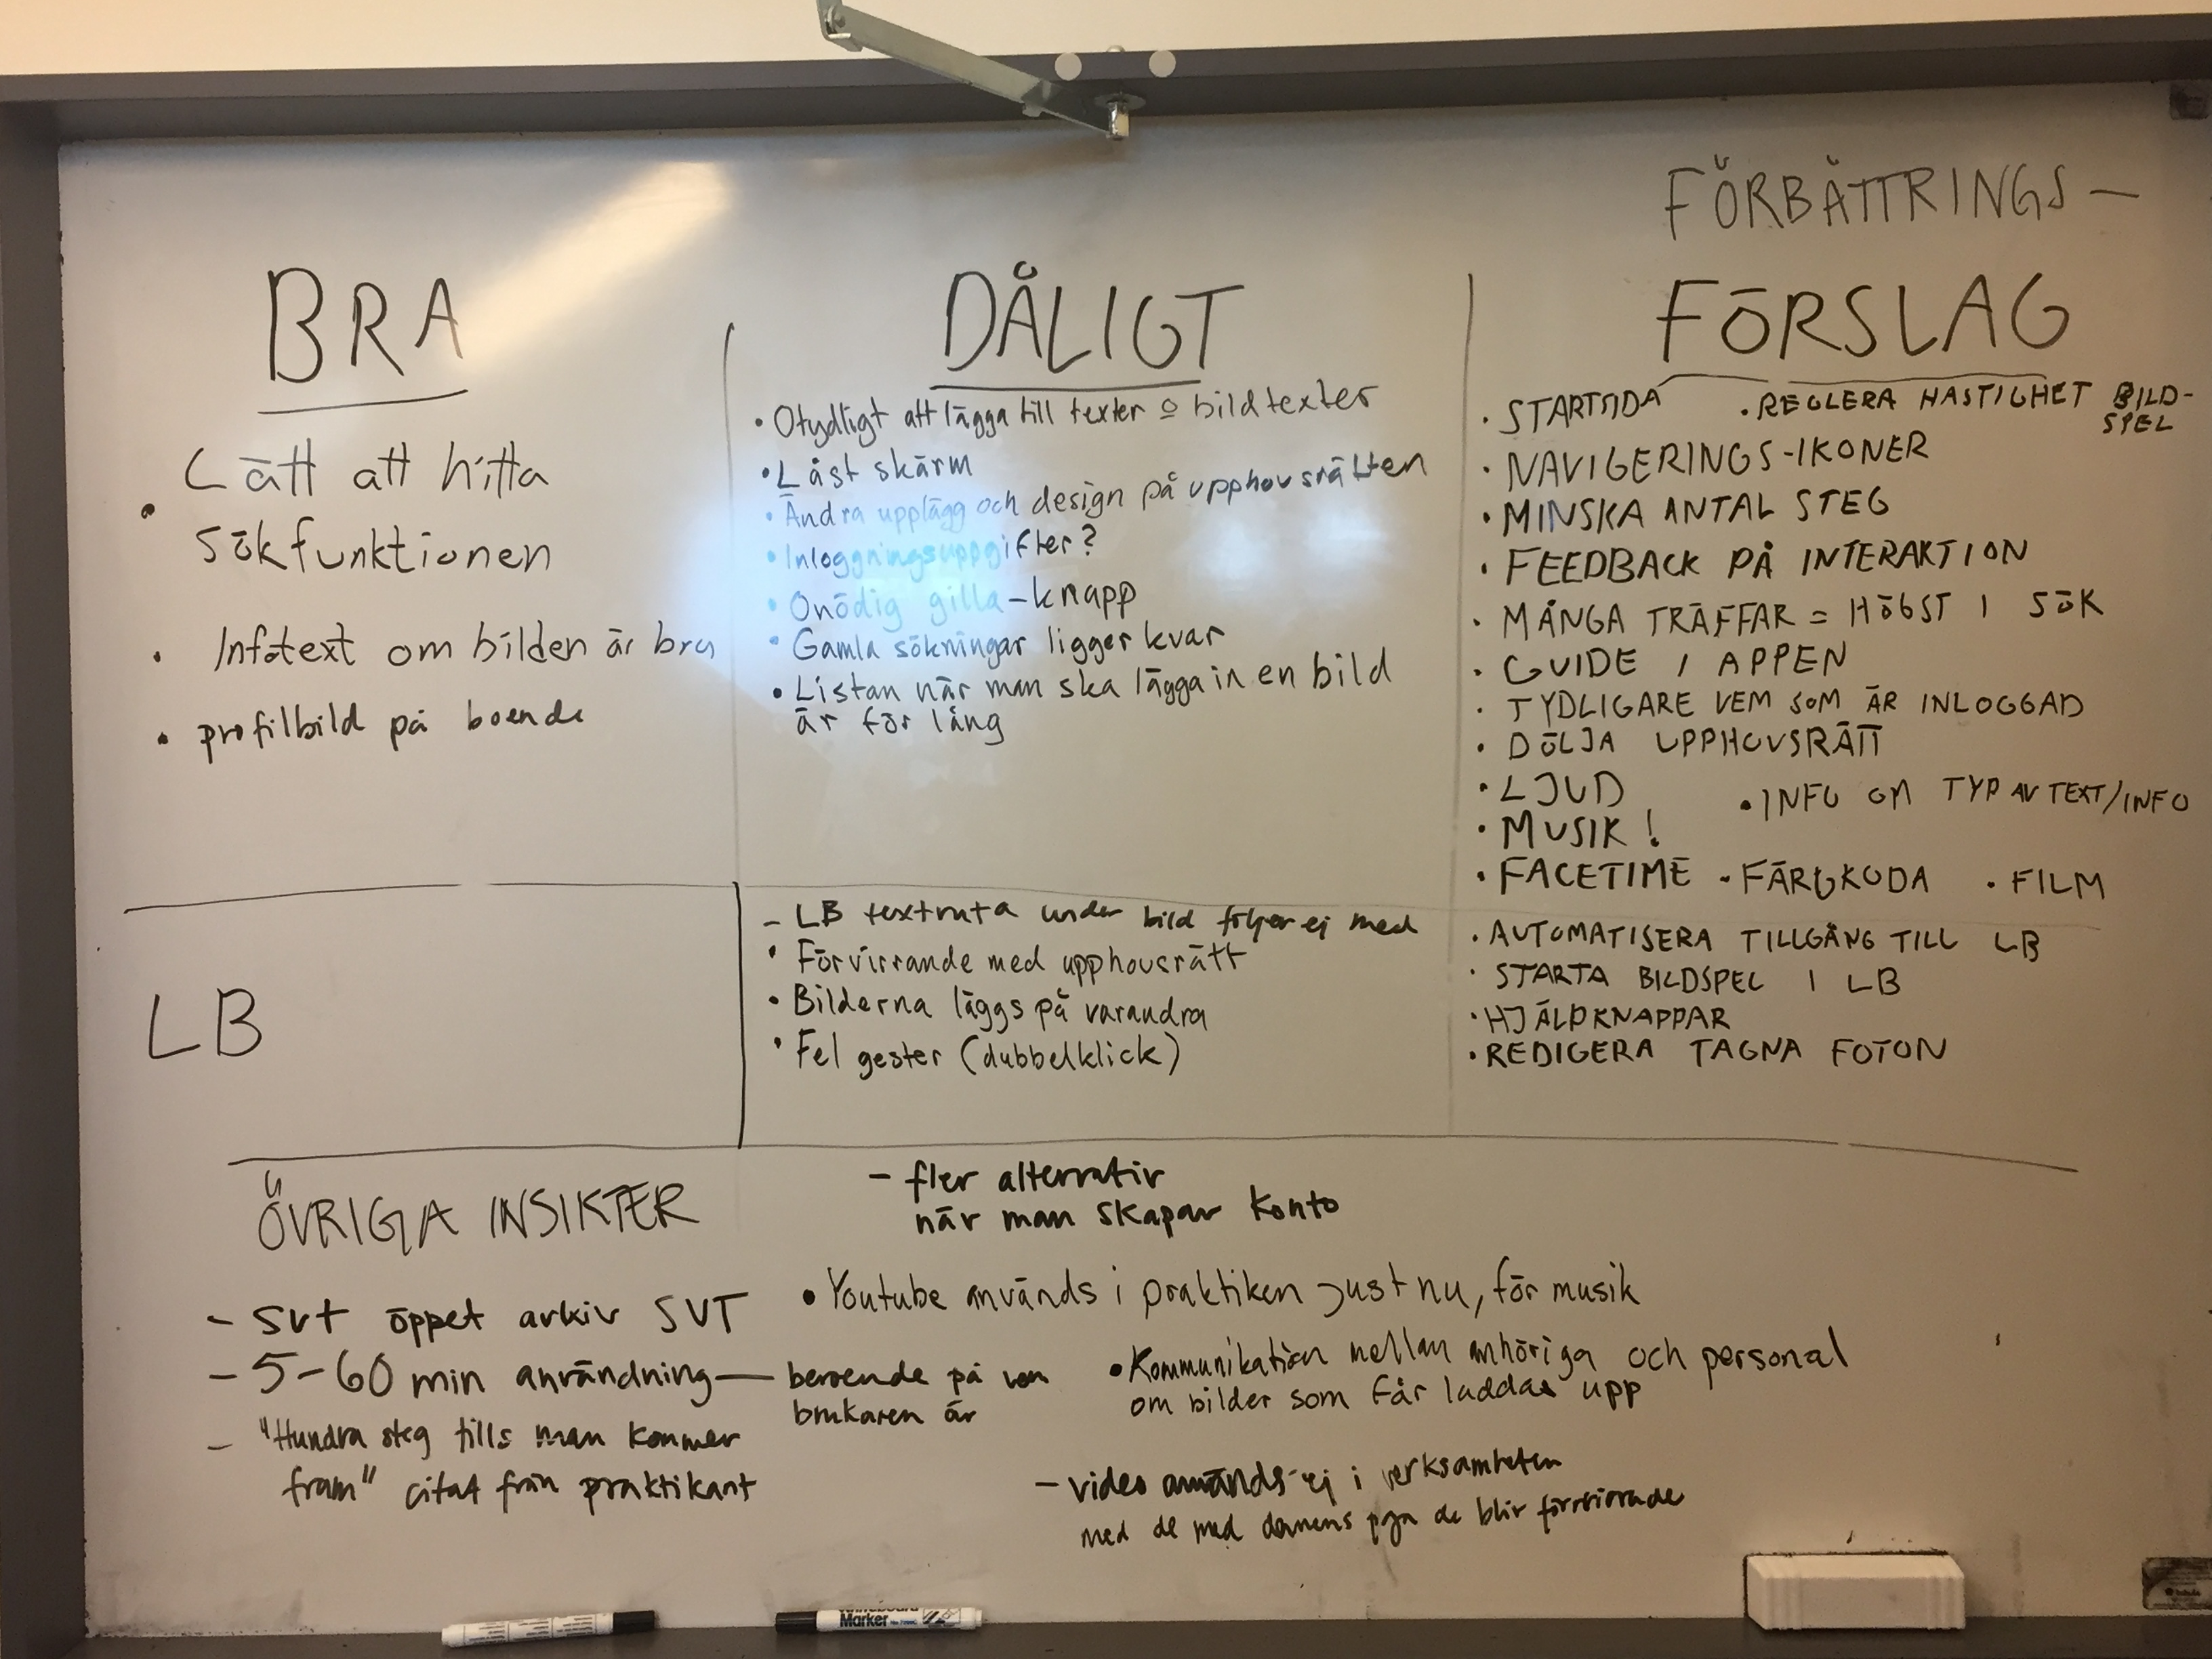 FÖRBÄTTRINGS-
FÖRSLAG
BRA
DÅLIGT
• Lätt att hitta
sökfunktionen
• Infotext om bilden är bra
• profilbild på boende
• Otydligt att lägga till texter o bildtexter
• Låst skärm
• Ändra upplägg och design på upphovsrätten
• Inloggningsuppgifter?
• Onödig gilla-knapp
• Gamla sökningar ligger kvar
• Listan när man ska lägga in en bild
är för lång
• STARTSIDA • REGLERA HASTIGHET BILD-
SPEL
• NAVIGERINGS-IKONER
• MINSKA ANTAL STEG
• FEEDBACK PÅ INTERAKTION
• MÅNGA TRÄFFAR = HÖGST I SÖK
• GUIDE I APPEN
• TYDLIGARE VEM SOM ÄR INLOGGAD
• DÖLJA UPPHOVSRÄTT
• LJUD • INFO OM TYP AV TEXT/INFO
• MUSIK!
• FACETIME • FÄRGKODA • FILM
LB
- LB textruta under bild följer ej med
• Förvirrande med upphovsrätt
• Bilderna läggs på varandra
• Fel gester (dubbelklick)
• AUTOMATISERA TILLGÅNG TILL LB
• STARTA BILDSPEL I LB
• HJÄLPKNAPPAR
• REDIGERA TAGNA FOTON
ÖVRIGA INSIKTER
- fler alternativ
när man skapar konto
- svt öppet arkiv SVT
- 5-60 min användning — beroende på vem
brukaren är
- "Hundra steg tills man kommer
fram" citat från praktikant
• Youtube används i praktiken just nu, för musik
• Kommunikation mellan anhöriga och personal
om bilder som får laddas upp
- video används ej i verksamheten
med de med demens pga de blir förvirrade
Marker